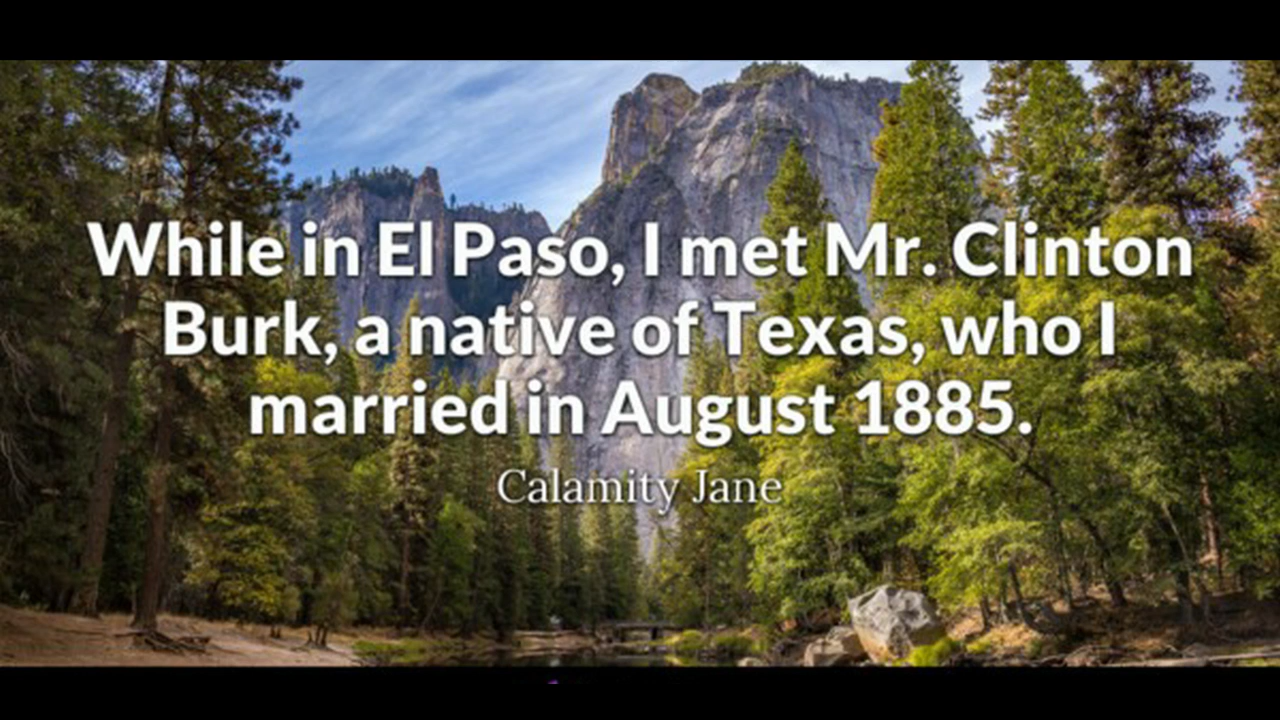 While in El Paso, I met Mr. Clinton
Burk, a native of Texas, who I
married in August 1885.
Calamity Jane